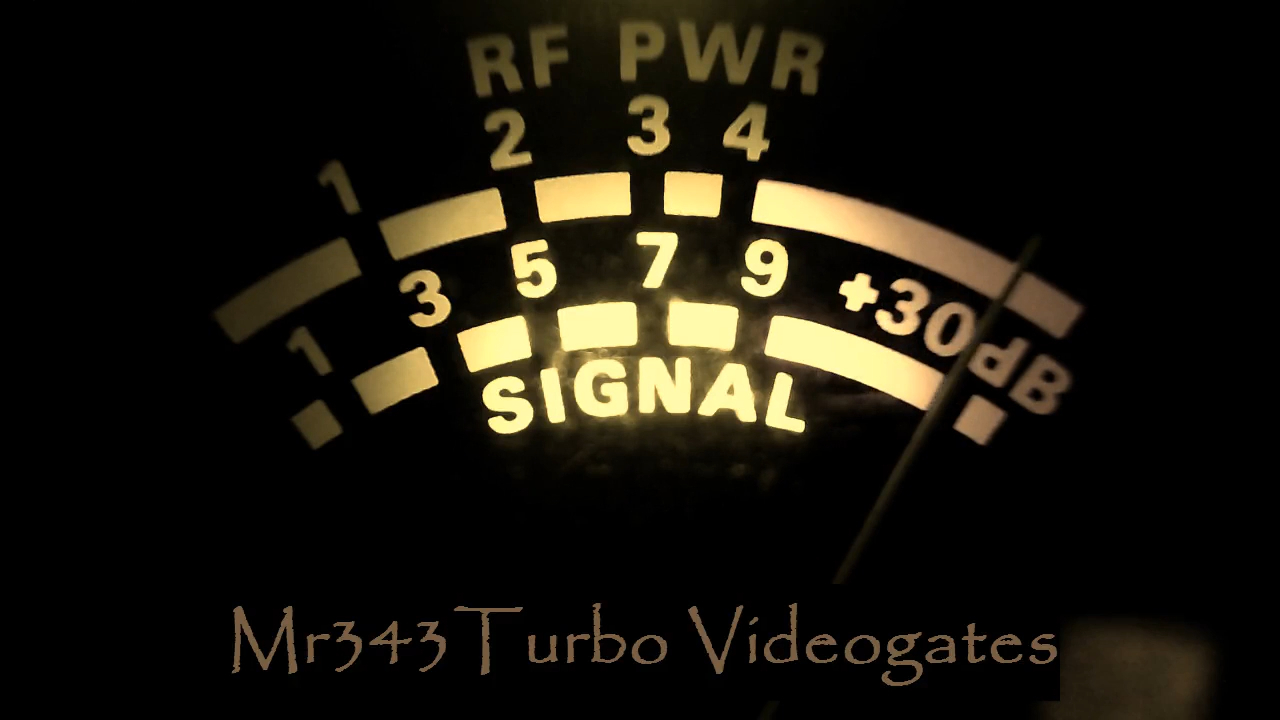 RF PWR
1 2 3 4
1 3 5 7 9 +30dB
SIGNAL
Mr343Turbo Videogates